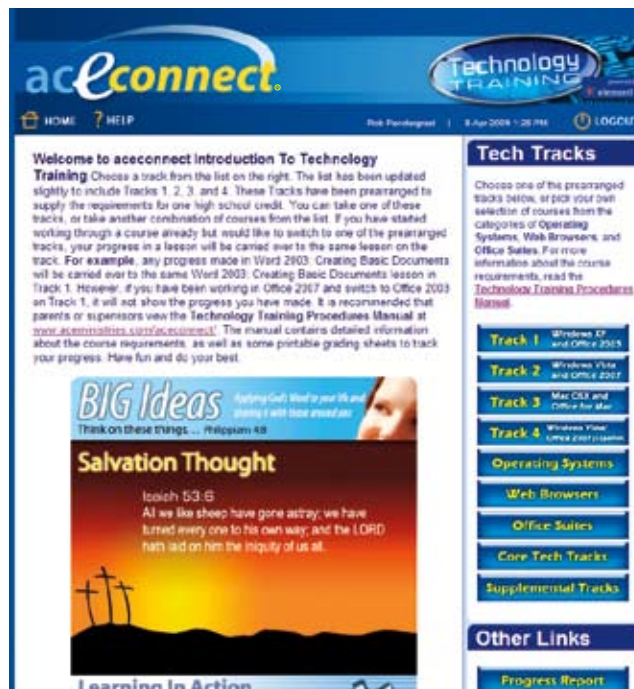 aceconnect
Technology
TRAINING
HOME
HELP
Rob Pendergrast | 8 Apr 2009 1:28 PM
LOGOUT
Welcome to aceconnect Introduction To Technology
Training Choose a track from the list on the right. The list has been updated
slightly to include Tracks 1, 2, 3, and 4. These Tracks have been prearranged to
supply the requirements for one high school credit. You can take one of these
tracks, or take another combination of courses from the list. If you have started
working through a course already but would like to switch to one of the prearranged
tracks, your progress in a lesson will be carried over to the same lesson on the
track. For example, any progress made in Word 2003: Creating Basic Documents
will be carried over to the same Word 2003: Creating Basic Documents lesson in
Track 1. However, if you have been working in Office 2007 and switch to Office 2003
on Track 1, it will not show the progress you have made. It is recommended that
parents or supervisors view the Technology Training Procedures Manual at
www.aceministries.com/aceconnect/. The manual contains detailed information
about the course requirements, as well as some printable grading sheets to track
your progress. Have fun and do your best.
BIG Ideas
Applying God's Word to your life and
sharing it with those around you
Think on these things... Philippians 4:8
Salvation Thought
Isaiah 53:6
All we like sheep have gone astray; we have
turned every one to his own way; and the LORD
hath laid on him the iniquity of us all.
Learning In Action
Tech Tracks
Choose one of the prearranged
tracks below, or pick your own
selection of courses from the
categories of Operating
Systems, Web Browsers, and
Office Suites. For more
information about the course
requirements, read the
Technology Training Procedures
Manual.
Track 1 Windows XP
and Office 2003
Track 2 Windows Vista
and Office 2007
Track 3 Mac OSX and
Office for Mac
Track 4 Windows Vista/
Operating Systems
Web Browsers
Office Suites
Core Tech Tracks
Supplemental Tracks
Other Links
Progress Report